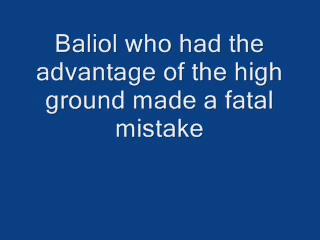 Baliol who had the
advantage of the high
ground made a fatal
mistake